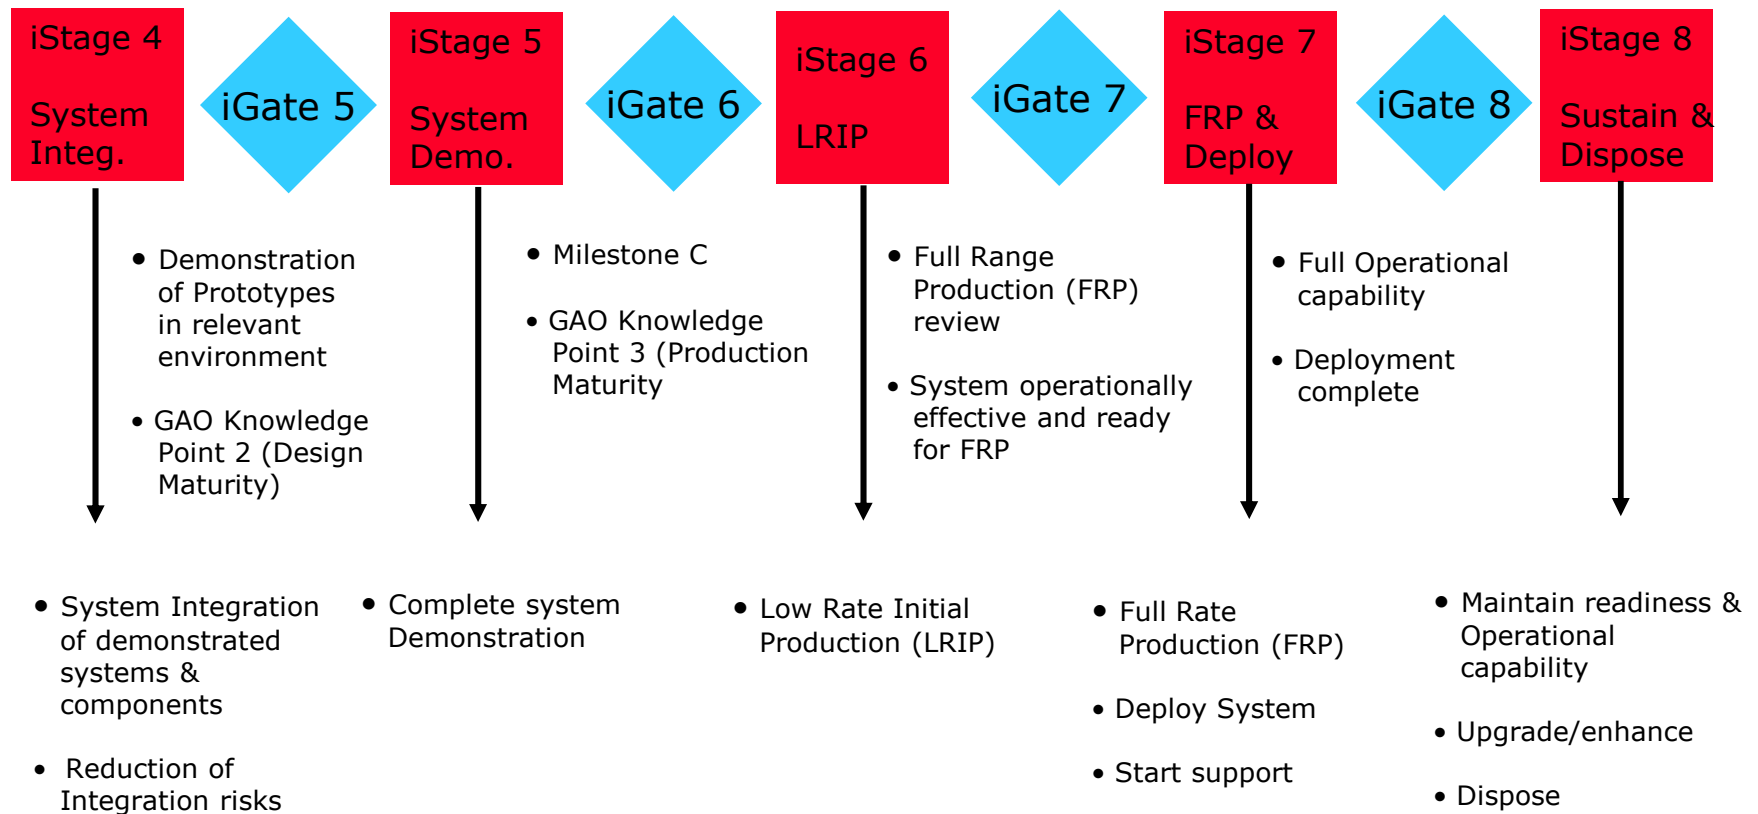 iStage 4
System
Integ.
iGate 5
iStage 5
System
Demo.
iGate 6
iStage 6
LRIP
iGate 7
iStage 7
FRP &
Deploy
iGate 8
iStage 8
Sustain &
Dispose
• Demonstration
of Prototypes
in relevant
environment
• GAO Knowledge
Point 2 (Design
Maturity)
• Milestone C
• GAO Knowledge
Point 3 (Production
Maturity
• Full Range
Production (FRP)
review
• System operationally
effective and ready
for FRP
• Full Operational
capability
• Deployment
complete
• System Integration
of demonstrated
systems &
components
• Reduction of
Integration risks
• Complete system
Demonstration
• Low Rate Initial
Production (LRIP)
• Full Rate
Production (FRP)
• Deploy System
• Start support
• Maintain readiness &
Operational
capability
• Upgrade/enhance
• Dispose